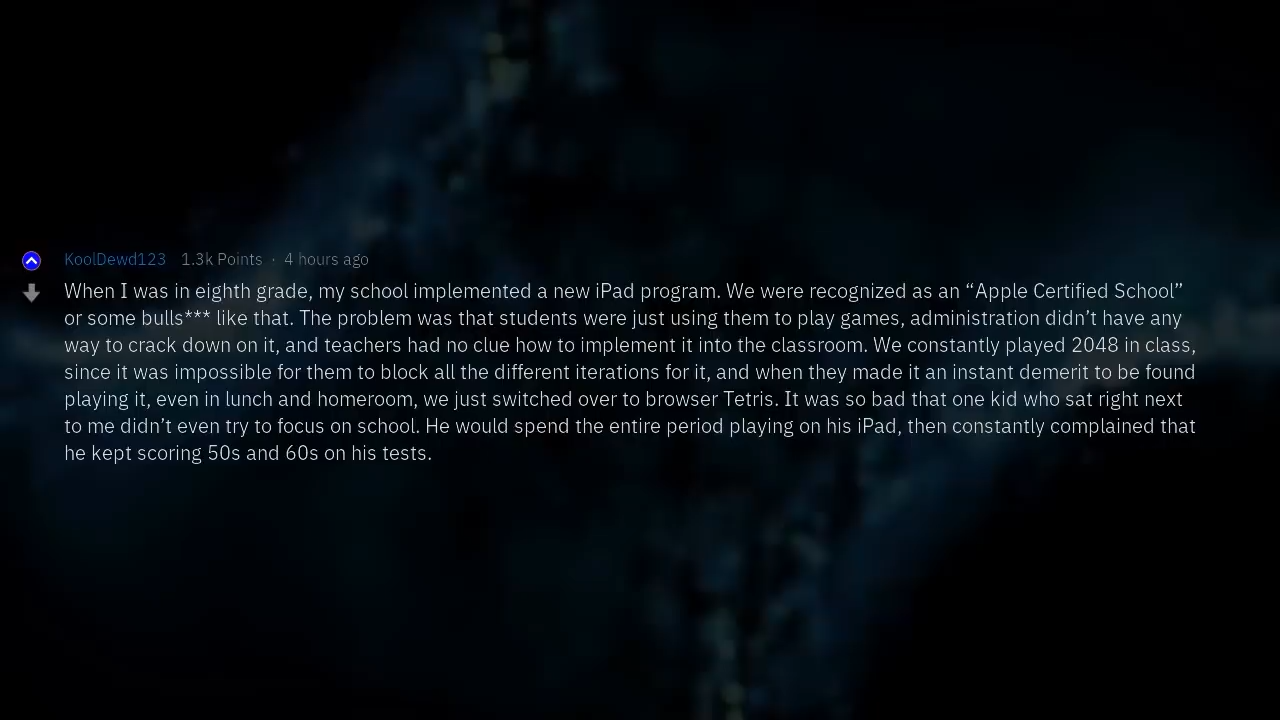 KoolDewd123 1.3k Points · 4 hours ago
When I was in eighth grade, my school implemented a new iPad program. We were recognized as an “Apple Certified School”
or some bulls*** like that. The problem was that students were just using them to play games, administration didn’t have any
way to crack down on it, and teachers had no clue how to implement it into the classroom. We constantly played 2048 in class,
since it was impossible for them to block all the different iterations for it, and when they made it an instant demerit to be found
playing it, even in lunch and homeroom, we just switched over to browser Tetris. It was so bad that one kid who sat right next
to me didn’t even try to focus on school. He would spend the entire period playing on his iPad, then constantly complained that
he kept scoring 50s and 60s on his tests.